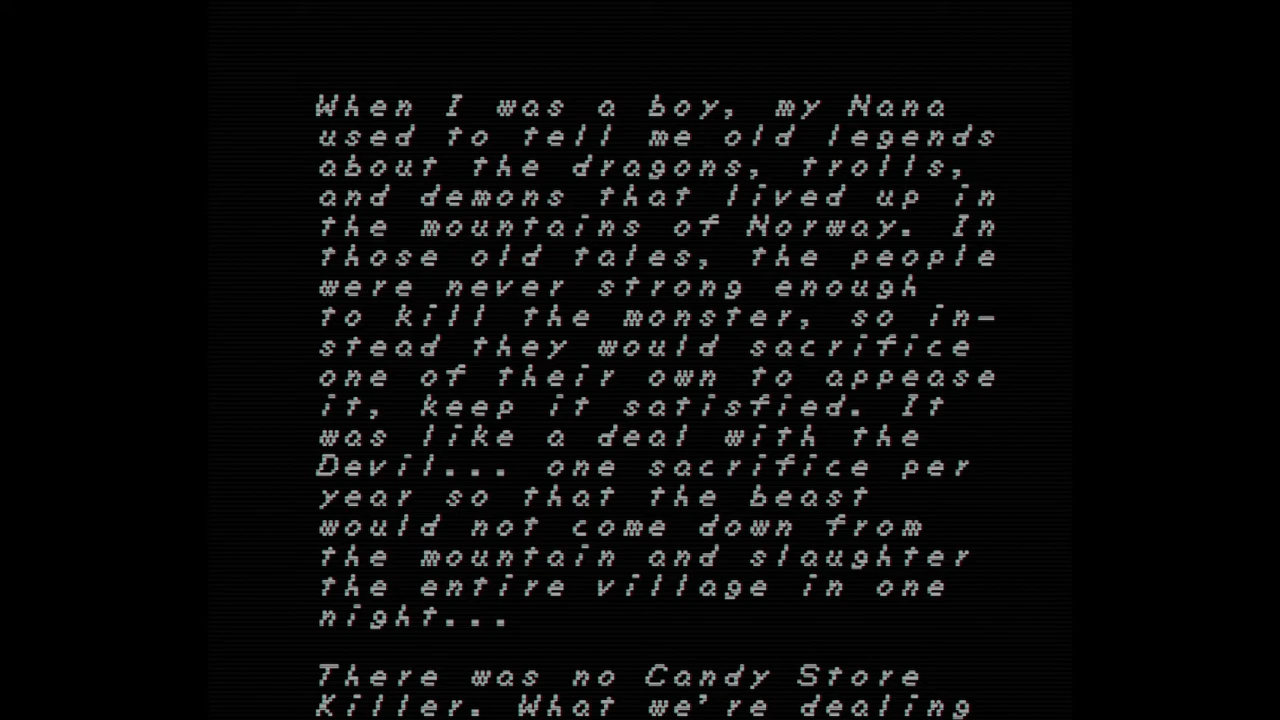 When I was a boy, my Nana
used to tell me old legends
about the dragons, trolls,
and demons that lived up in
the mountains of Norway. In
those old tales, the people
were never strong enough
to kill the monster, so in-
stead they would sacrifice
one of their own to appease
it, keep it satisfied. It
was like a deal with the
Devil... one sacrifice per
year so that the beast
would not come down from
the mountain and slaughter
the entire village in one
night...
There was no Candy Store
Killer. What we're dealing